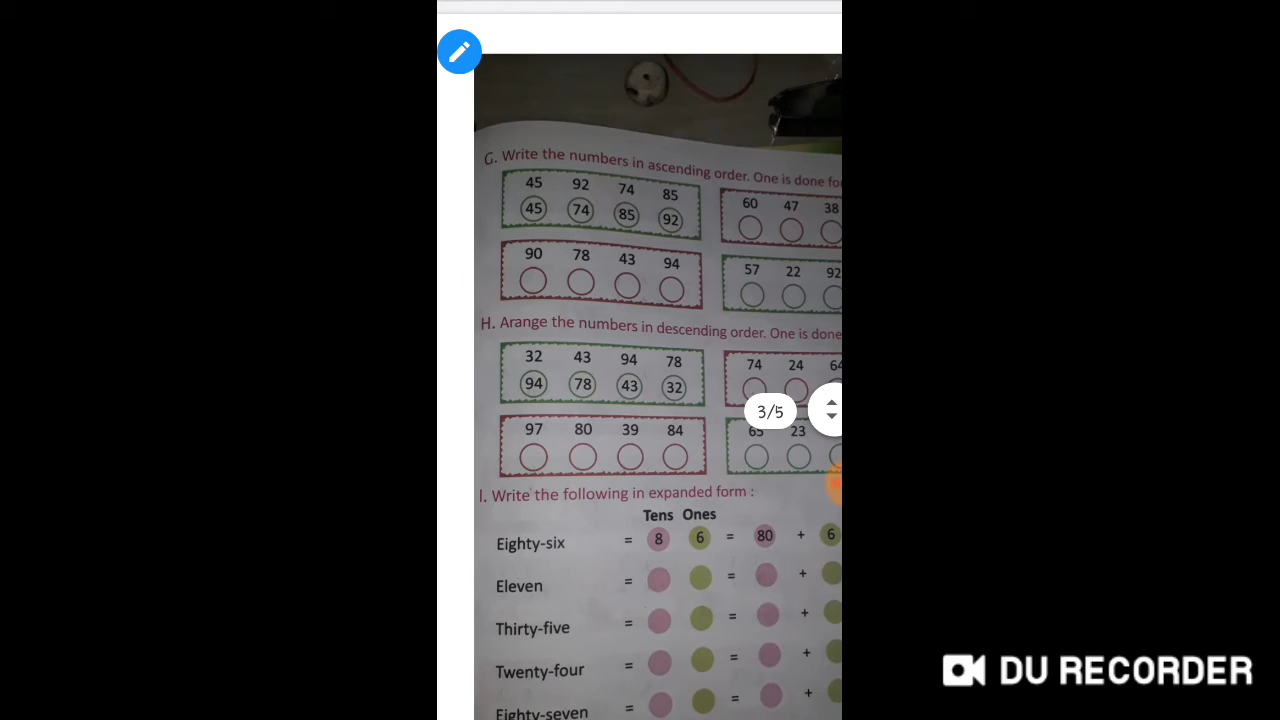 G. Write the numbers in ascending order. One is done fo
45 92 74 85
45 74 85 92
60 47 38
90 78 43 94
57 22 92
H. Arange the numbers in descending order. One is done
32 43 94 78
94 78 43 32
74 24 64
3/5
97 80 39 84
65 23
I. Write the following in expanded form :
Tens Ones
Eighty-six = 8 6 = 80 + 6
Eleven = = +
Thirty-five = = +
Twenty-four = = +
Eighty-seven = = +
DU RECORDER